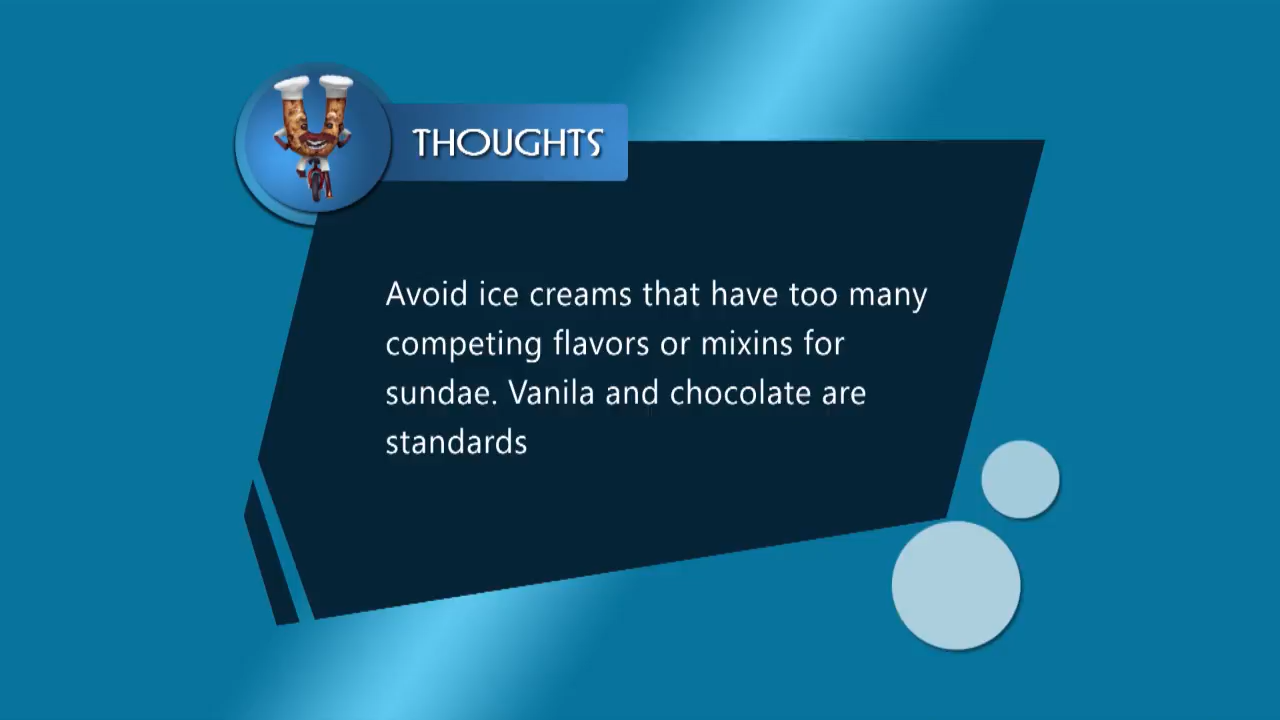 THOUGHTS
Avoid ice creams that have too many
competing flavors or mixins for
sundae. Vanila and chocolate are
standards